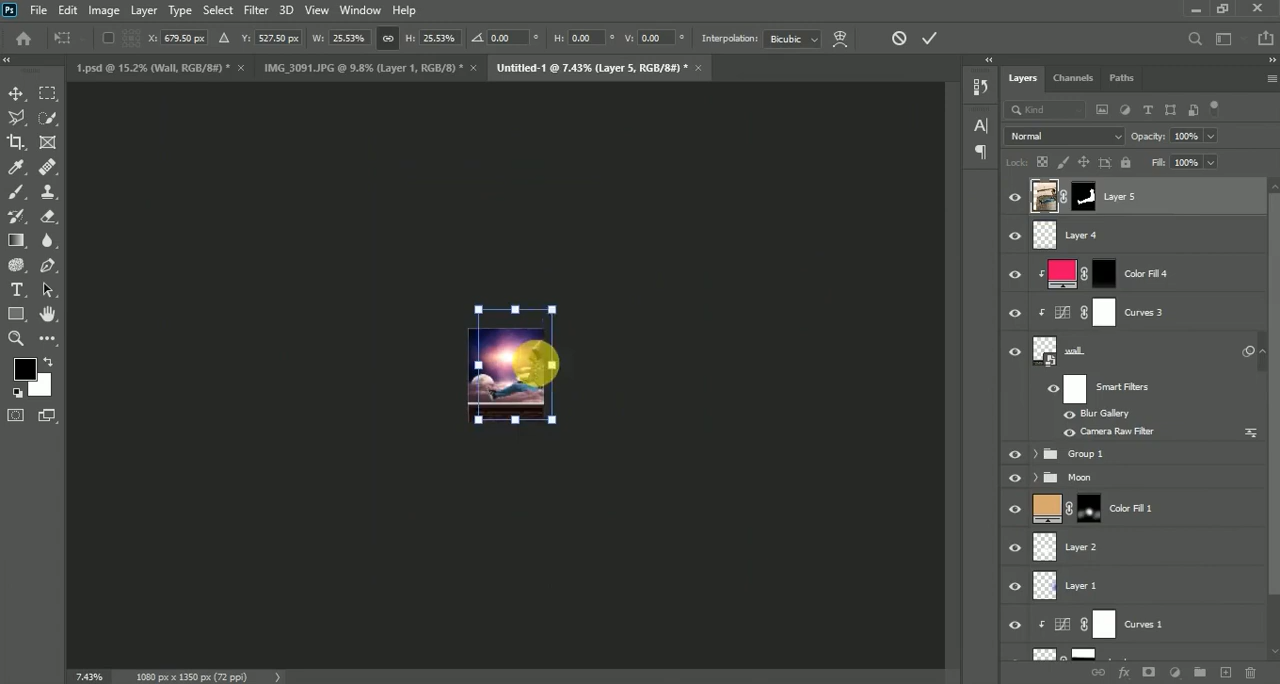 Ps File Edit Image Layer Type Select Filter 3D View Window Help
X: 679.50 px Y: 527.50 px W: 25.53% H: 25.53% 0.00 ° H: 0.00 ° V: 0.00 ° Interpolation: Bicubic
1.psd @ 15.2% (Wall, RGB/8#) * × IMG_3091.JPG @ 9.8% (Layer 1, RGB/8) * × Untitled-1 @ 7.43% (Layer 5, RGB/8#) * ×
Layers Channels Paths
Kind
Normal Opacity: 100%
Lock: Fill: 100%
Layer 5
Layer 4
Color Fill 4
Curves 3
wall
Smart Filters
Blur Gallery
Camera Raw Filter
Group 1
Moon
Color Fill 1
Layer 2
Layer 1
Curves 1
7.43% 1080 px x 1350 px (72 ppi)